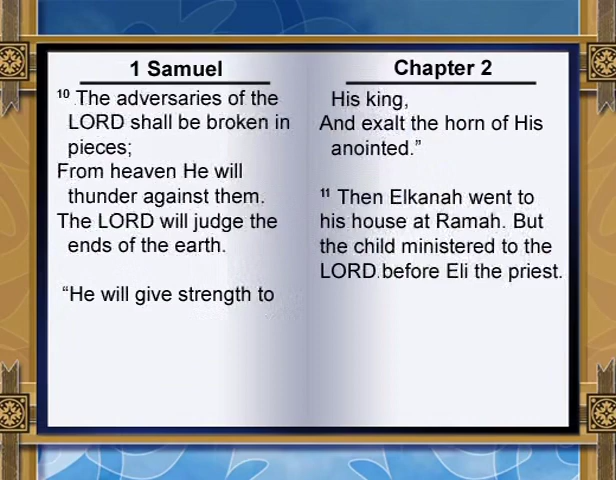 1 Samuel
¹⁰ The adversaries of the
LORD shall be broken in
pieces;
From heaven He will
thunder against them.
The LORD will judge the
ends of the earth.
“He will give strength to
Chapter 2
His king,
And exalt the horn of His
anointed.”
¹¹ Then Elkanah went to
his house at Ramah. But
the child ministered to the
LORD before Eli the priest.